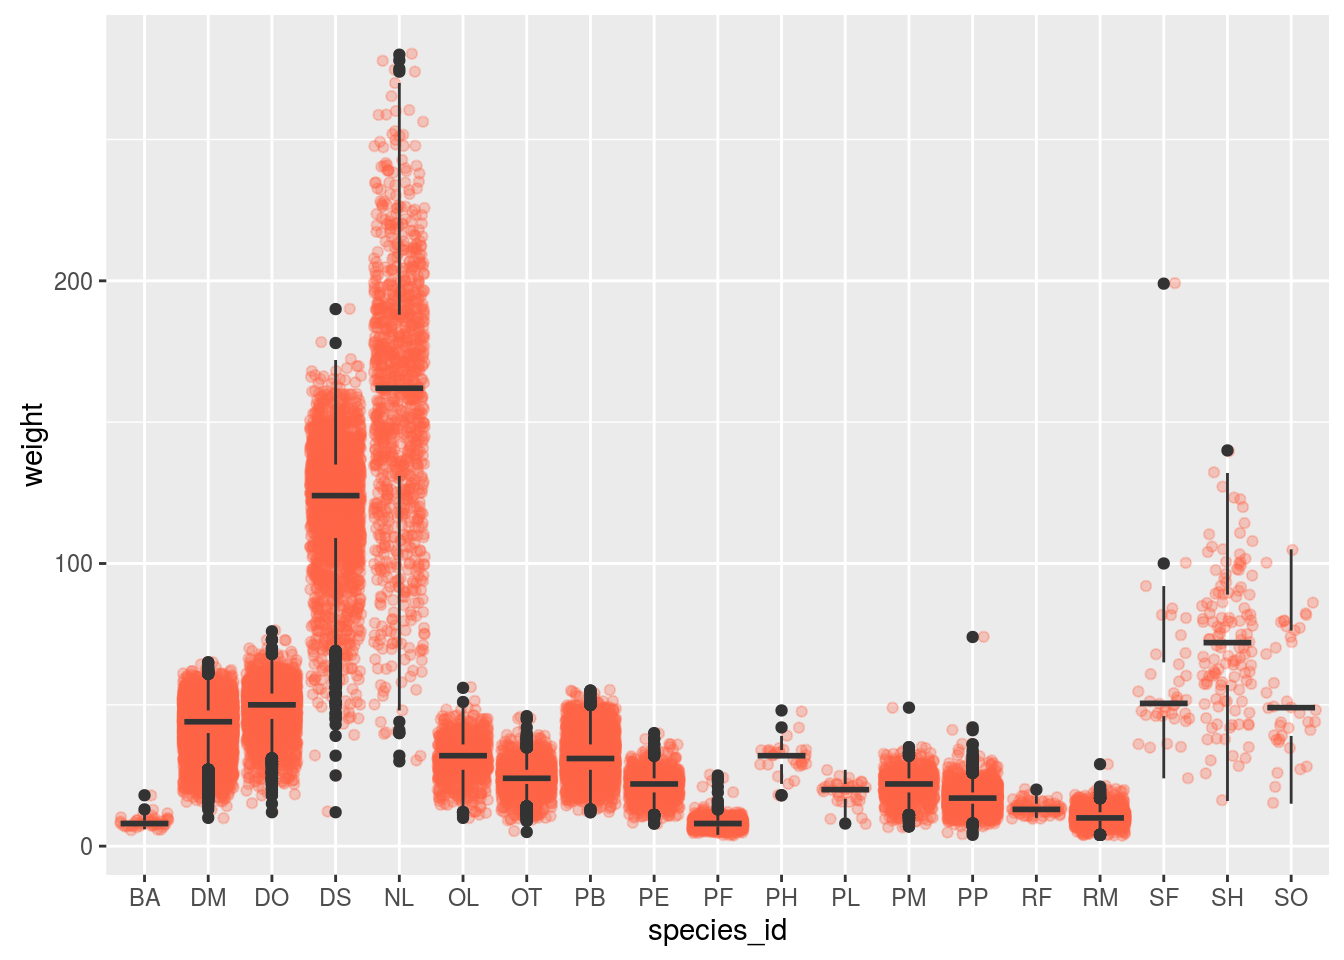 weight
200
100
0
BA DM DO DS NL OL OT PB PE PF PH PL PM PP RF RM SF SH SO
species_id